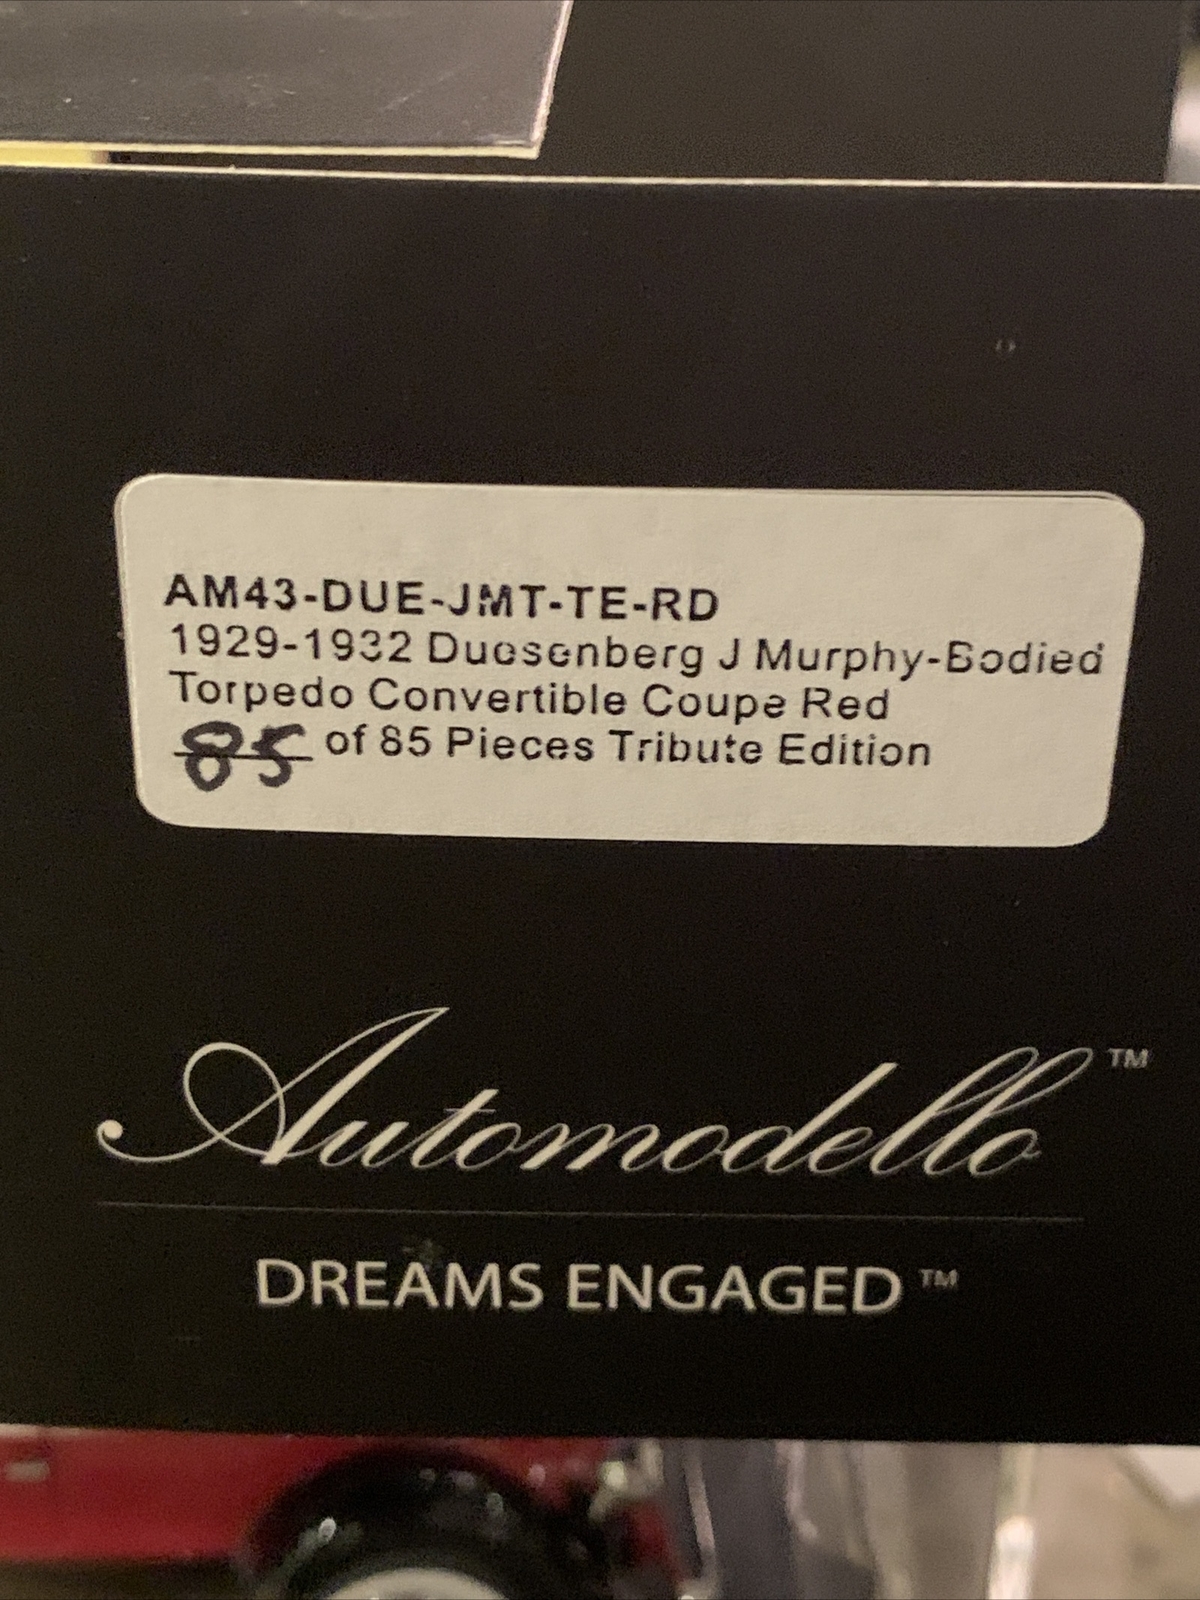 AM43-DUE-JMT-TE-RD
1929-1932 Duesenberg J Murphy-Bodied
Torpedo Convertible Coupe Red
85 of 85 Pieces Tribute Edition
Automodello™
DREAMS ENGAGED™